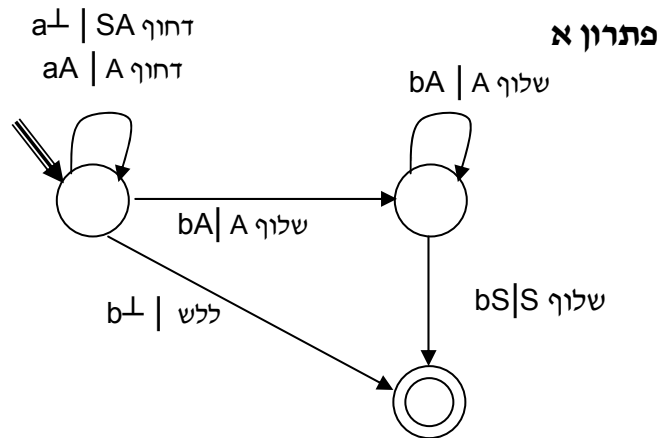 פתרון א
a⊥ | SA דחוף
aA | A דחוף
bA | A שלוף
bA| A שלוף
bS|S שלוף
b⊥ | ללש